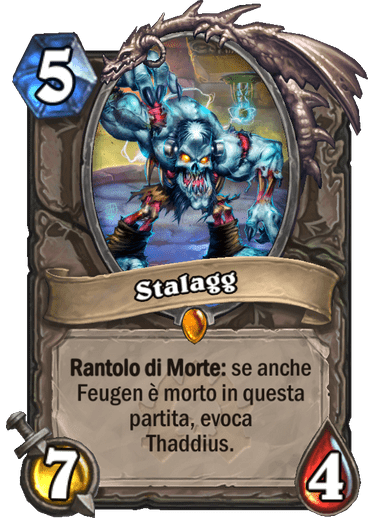 5
Stalagg
Rantolo di Morte: se anche
Feugen è morto in questa
partita, evoca
Thaddius.
7
4